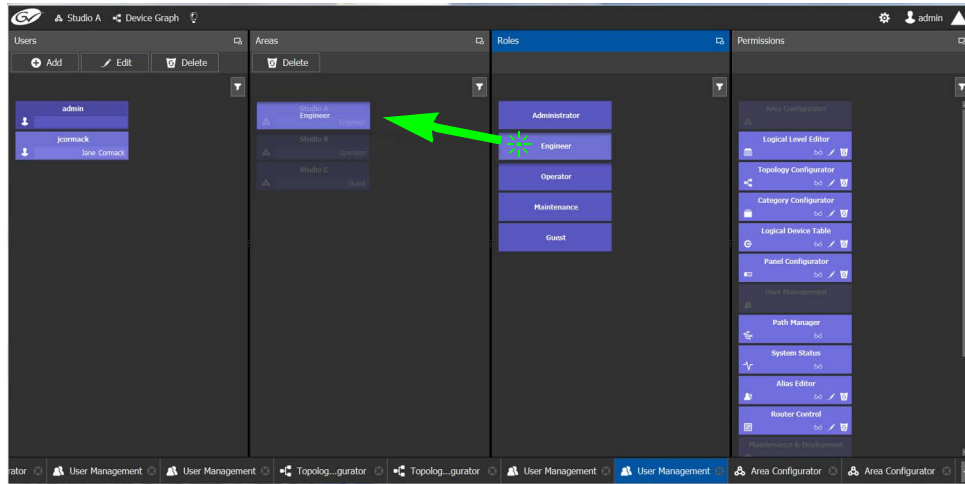 Studio A Device Graph admin
Users Areas Roles Permissions
Add Edit Delete Delete
admin
jcormack
Jane Cormack
Studio A
Engineer
Engineer
Studio B
Operator
Studio C
Guest
Administrator
Engineer
Operator
Maintenance
Guest
Area Configurator
Logical Level Editor
Topology Configurator
Category Configurator
Logical Device Table
Panel Configurator
User Management
Path Manager
System Status
Alias Editor
Router Control
Maintenance & Deployment
rator User Management User Management Topolog...gurator Topolog...gurator User Management User Management Area Configurator Area Configurator